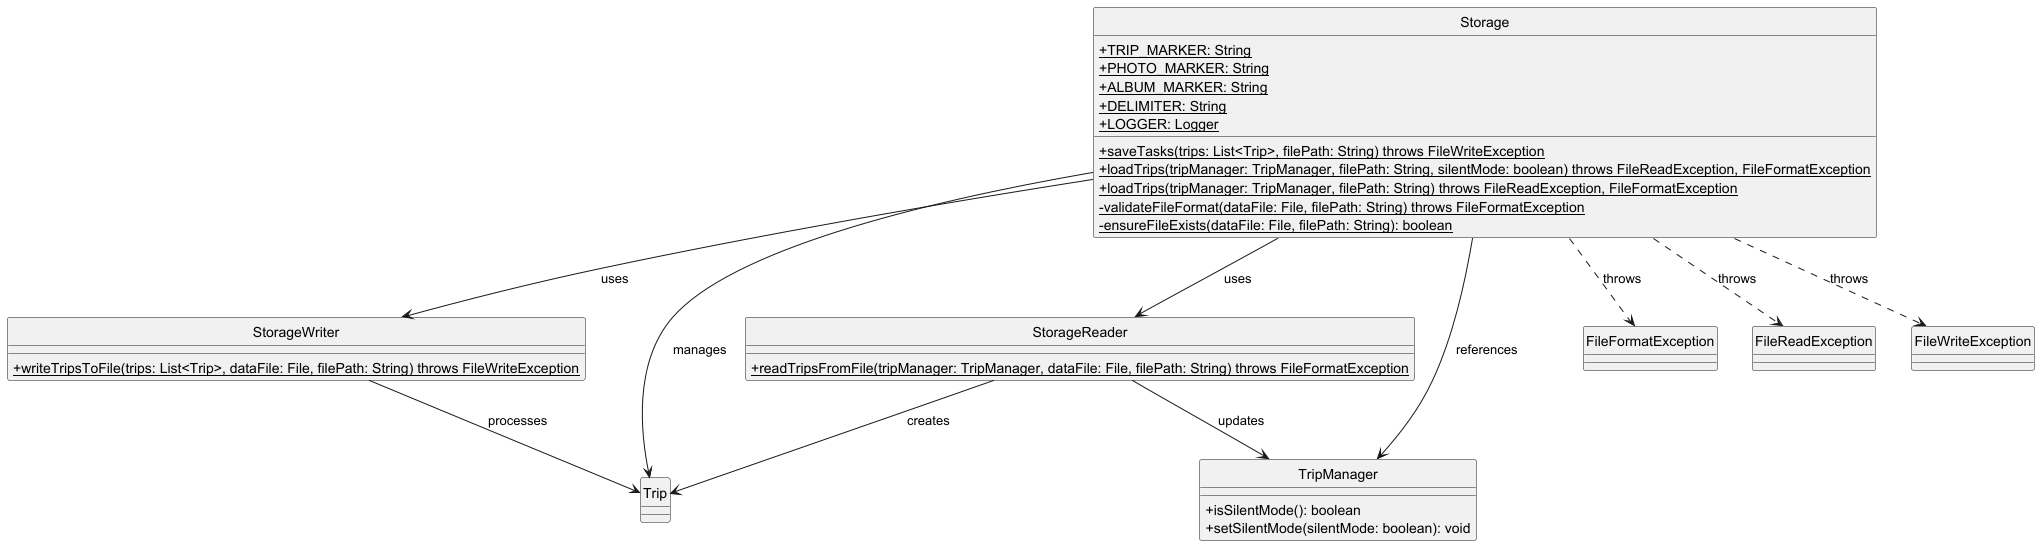 Storage
+TRIP_MARKER: String
+PHOTO_MARKER: String
+ALBUM_MARKER: String
+DELIMITER: String
+LOGGER: Logger
+saveTasks(trips: List<Trip>, filePath: String) throws FileWriteException
+loadTrips(tripManager: TripManager, filePath: String, silentMode: boolean) throws FileReadException, FileFormatException
+loadTrips(tripManager: TripManager, filePath: String) throws FileReadException, FileFormatException
-validateFileFormat(dataFile: File, filePath: String) throws FileFormatException
-ensureFileExists(dataFile: File, filePath: String): boolean
uses
uses
throws
throws
throws
StorageWriter
+writeTripsToFile(trips: List<Trip>, dataFile: File, filePath: String) throws FileWriteException
manages
StorageReader
+readTripsFromFile(tripManager: TripManager, dataFile: File, filePath: String) throws FileFormatException
references
FileFormatException
FileReadException
FileWriteException
processes
creates
updates
Trip
TripManager
+isSilentMode(): boolean
+setSilentMode(silentMode: boolean): void